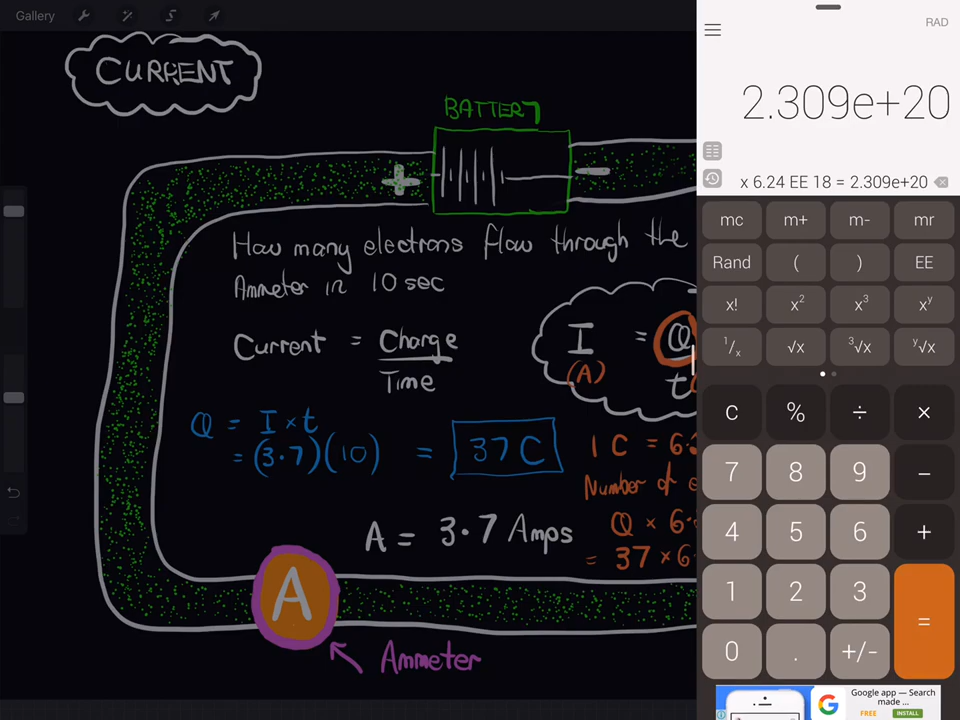 Gallery
CURRENT
BATTERY
+
-
How many electrons flow through the
Ammeter in 10 sec
Current = Charge
Time
I = Q
(A) t
Q = I × t
= (3.7)(10) = 37 C
1 C = 6.
Number of e
Q × 6.
= 37 × 6
A = 3.7 Amps
A
Ammeter
RAD
2.309e+20
x 6.24 EE 18 = 2.309e+20
mc m+ m- mr
Rand ( ) EE
x! x² x³ xʸ
1/x √x ³√x ʸ√x
C % ÷ ×
7 8 9 −
4 5 6 +
1 2 3 =
0 . +/-
Google app — Search
made ...
FREE INSTALL